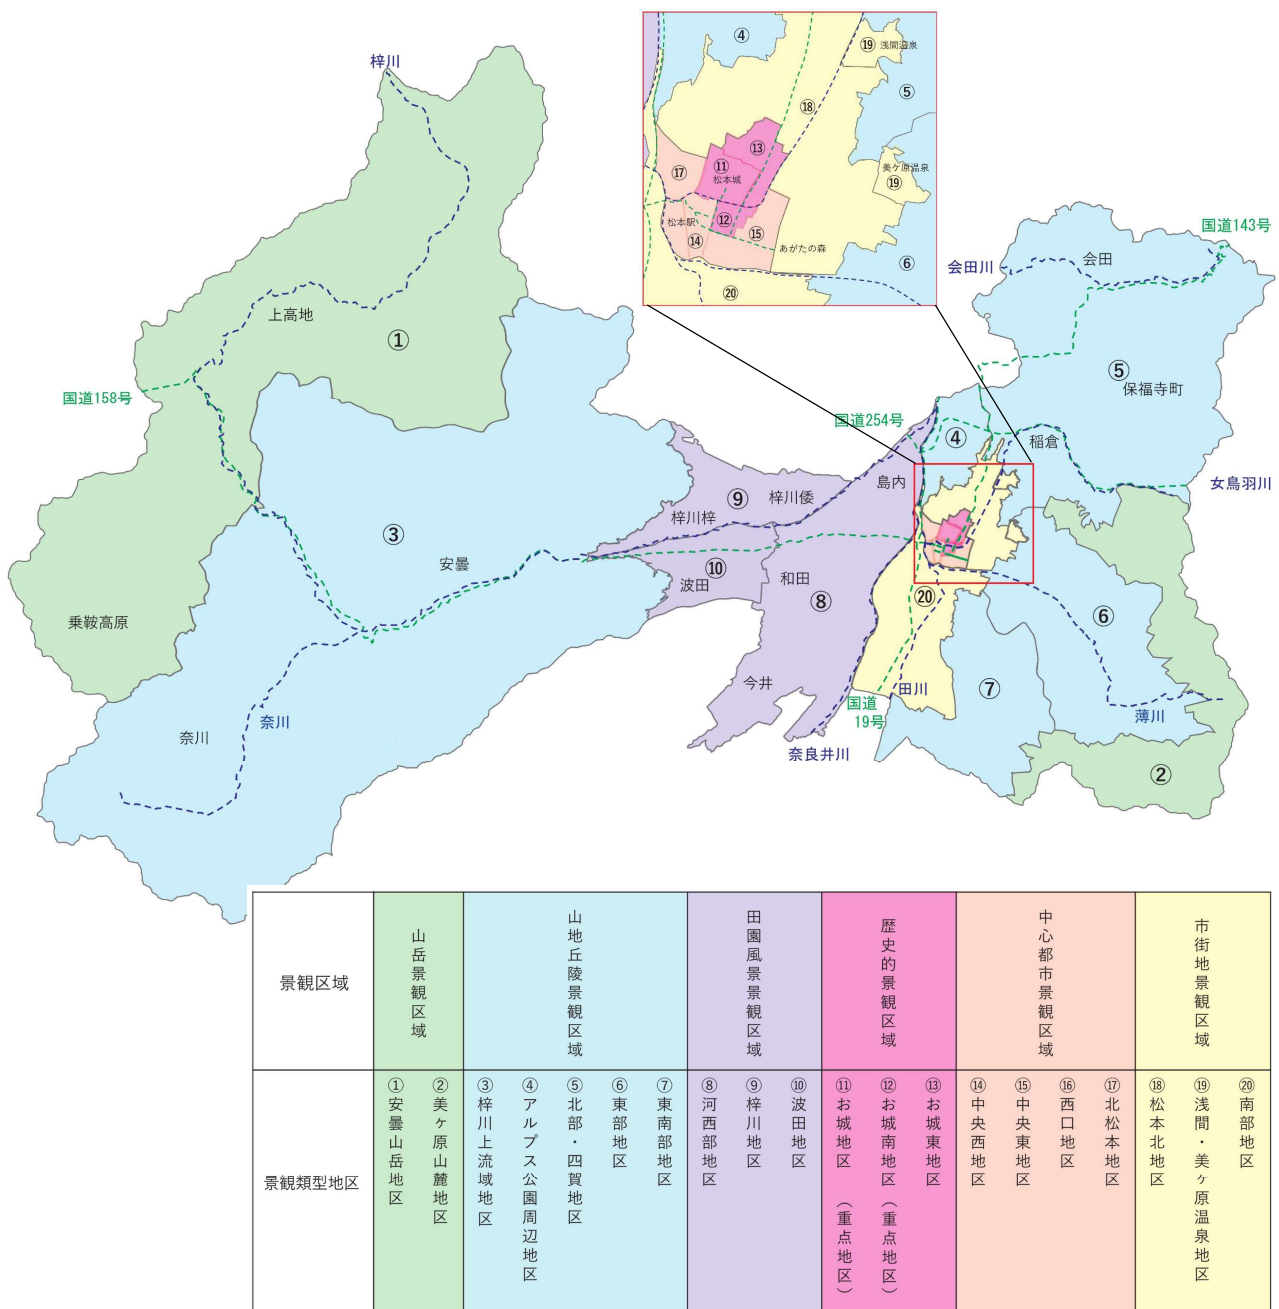 梓川
④
⑲ 浅間温泉
⑤
⑱
⑬
⑪
松本城
⑰
美ケ原温泉
⑲
⑫
松本駅
⑭
⑮
あがたの森
⑥
⑳
国道143号
会田川
会田
上高地
①
国道158号
⑤
保福寺町
国道254号
④
稲倉
島内
女鳥羽川
⑨
梓川倭
梓川梓
③
安曇
⑩
波田
和田
⑧
⑳
⑥
乗鞍高原
今井
⑦
田川
国道
19号
薄川
奈川
奈川
奈良井川
②
景観区域
山岳景観区域
山地丘陵景観区域
田園風景景観区域
歴史的景観区域
中心都市景観区域
市街地景観区域
景観類型地区
①安曇山岳地区
②美ヶ原山麓地区
③梓川上流域地区
④アルプス公園周辺地区
⑤北部・四賀地区
⑥東部地区
⑦東南部地区
⑧河西部地区
⑨梓川地区
⑩波田地区
⑪お城地区（重点地区）
⑫お城南地区（重点地区）
⑬お城東地区
⑭中央西地区
⑮中央東地区
⑯西口地区
⑰北松本地区
⑱松本北地区
⑲浅間・美ヶ原温泉地区
⑳南部地区